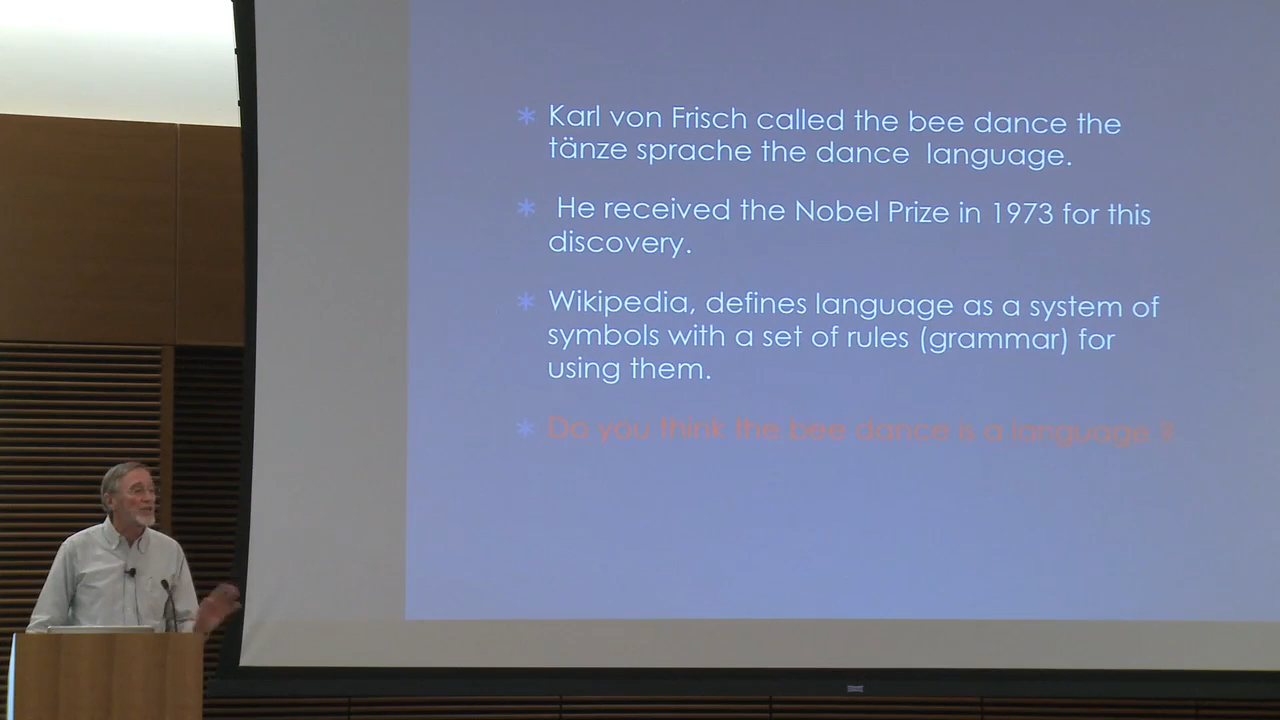 * Karl von Frisch called the bee dance the
tänze sprache the dance language.
* He received the Nobel Prize in 1973 for this
discovery.
* Wikipedia, defines language as a system of
symbols with a set of rules (grammar) for
using them.
* Do you think the bee dance is a language ?